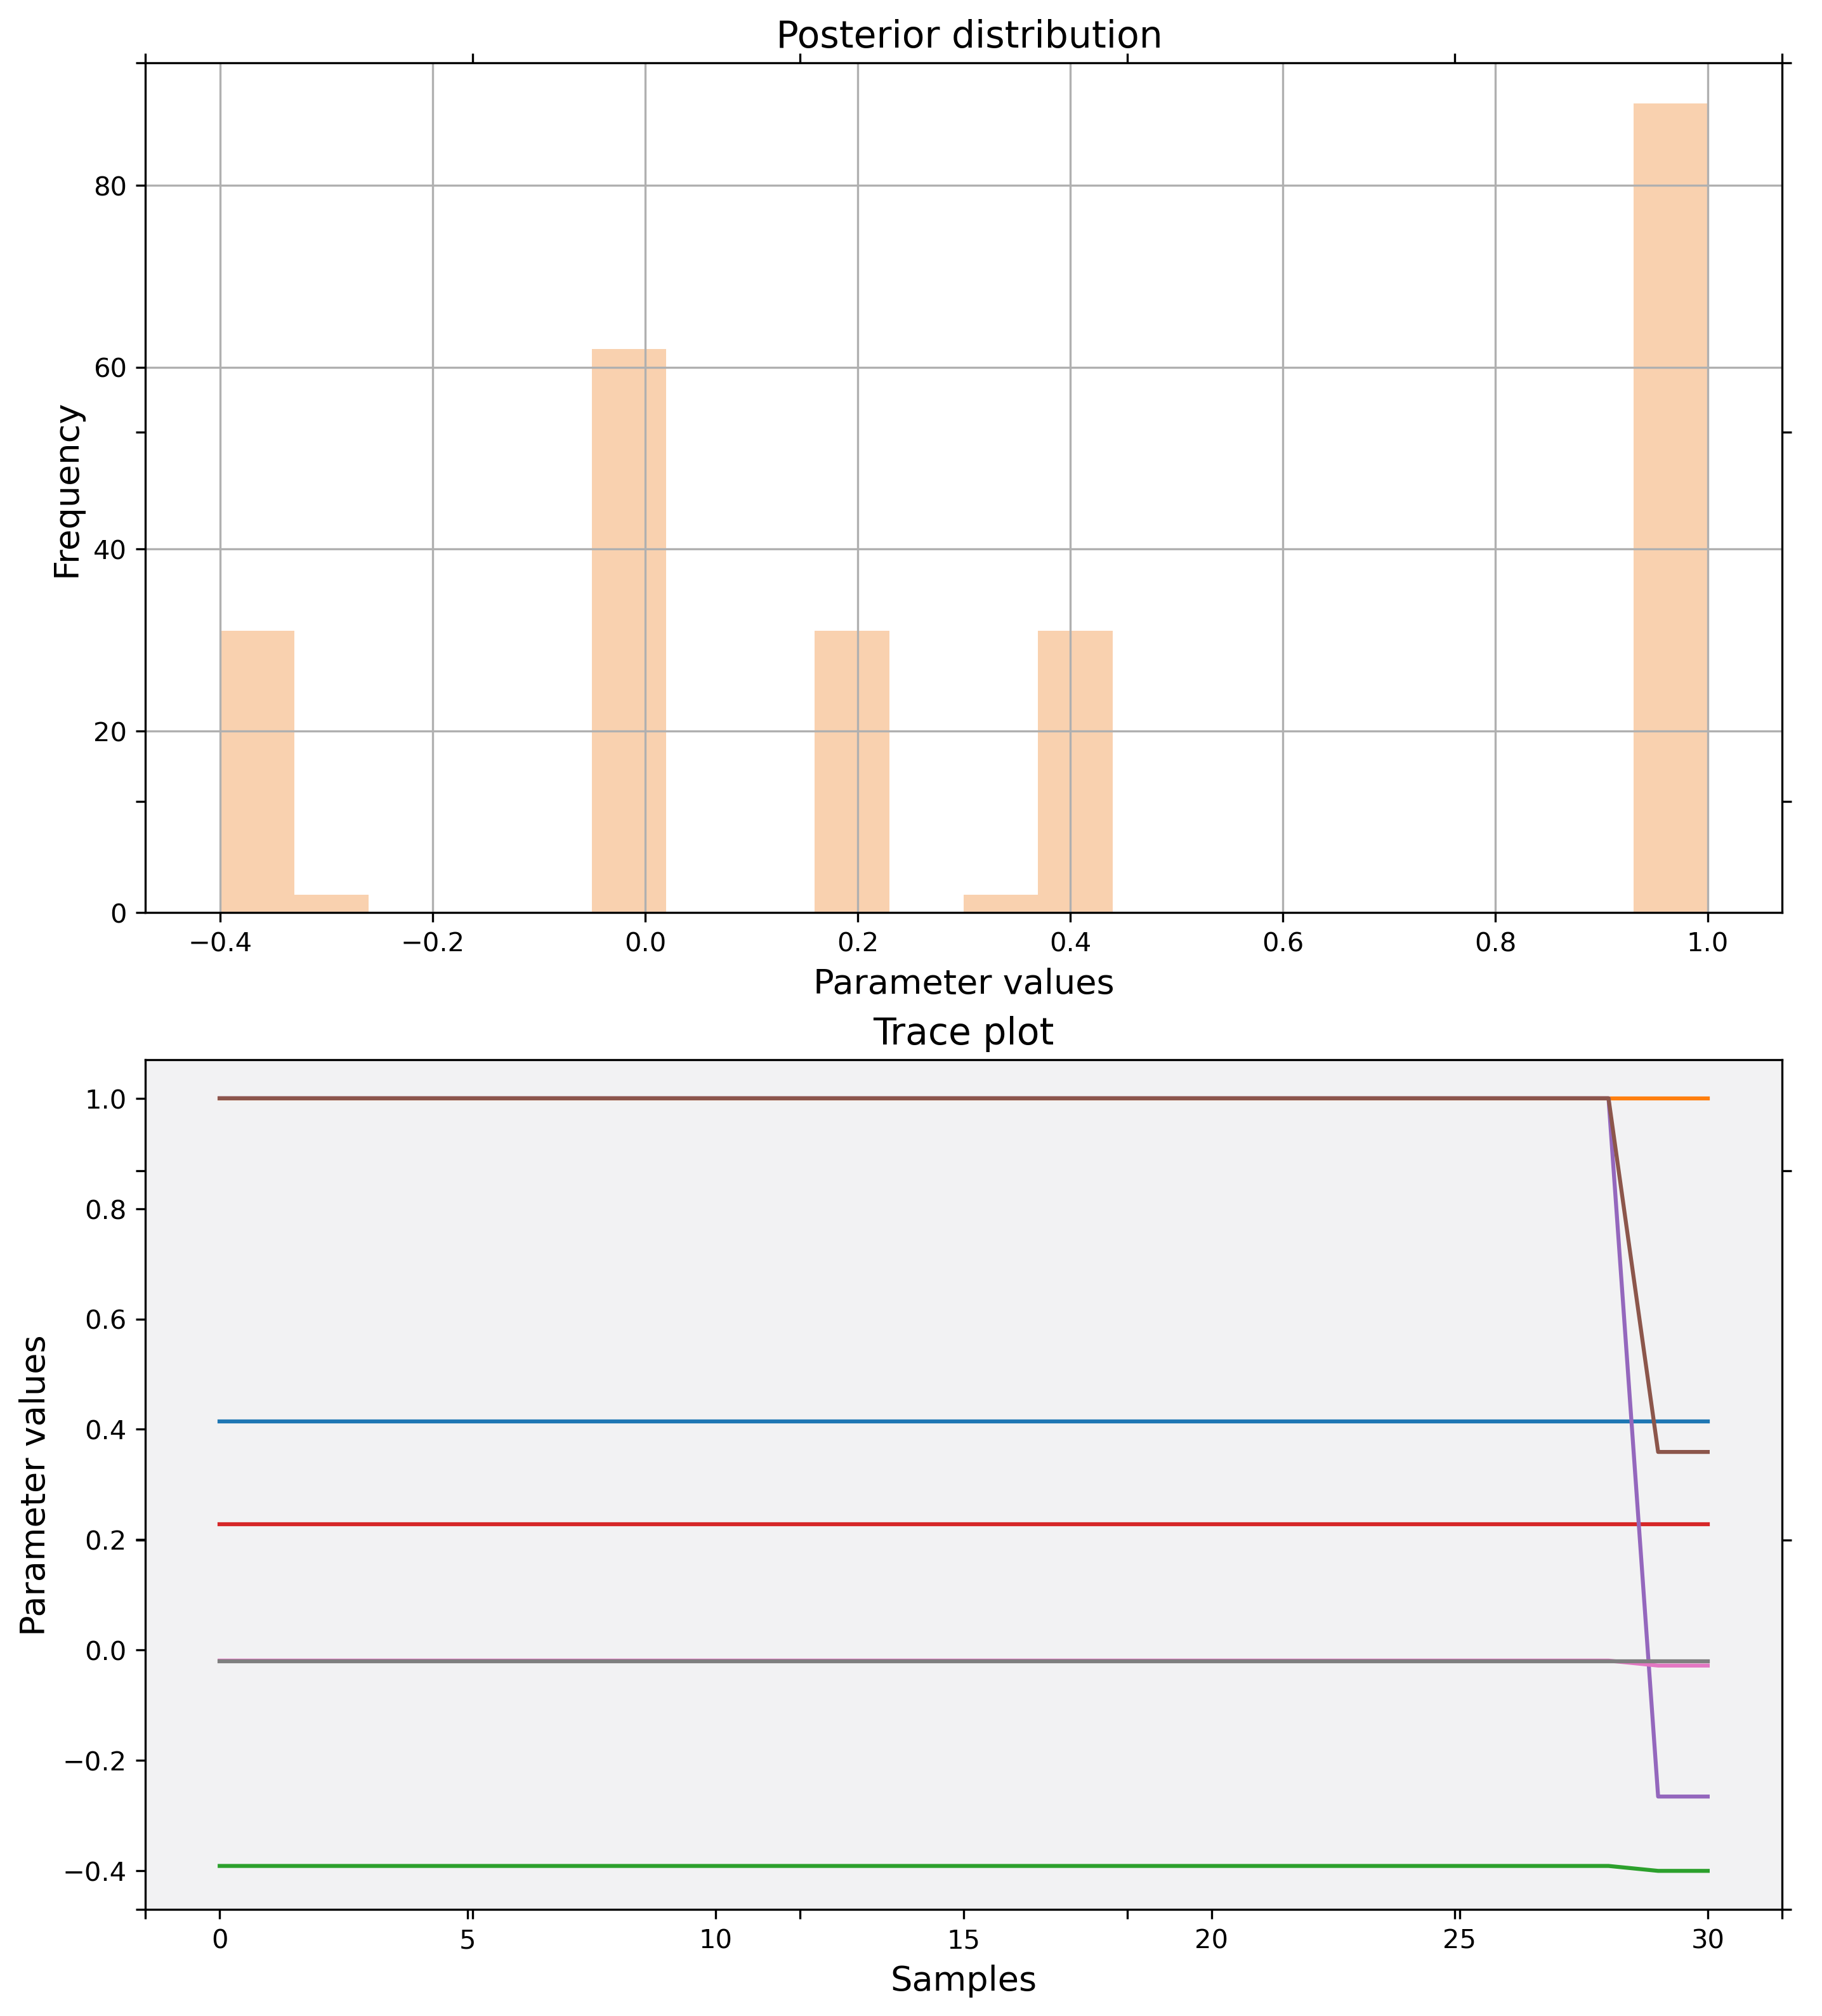 Posterior distribution
80
60
40
20
0
Frequency
−0.4 −0.2 0.0 0.2 0.4 0.6 0.8 1.0
Parameter values
Trace plot
1.0
0.8
0.6
0.4
0.2
0.0
−0.2
−0.4
Parameter values
0 5 10 15 20 25 30
Samples